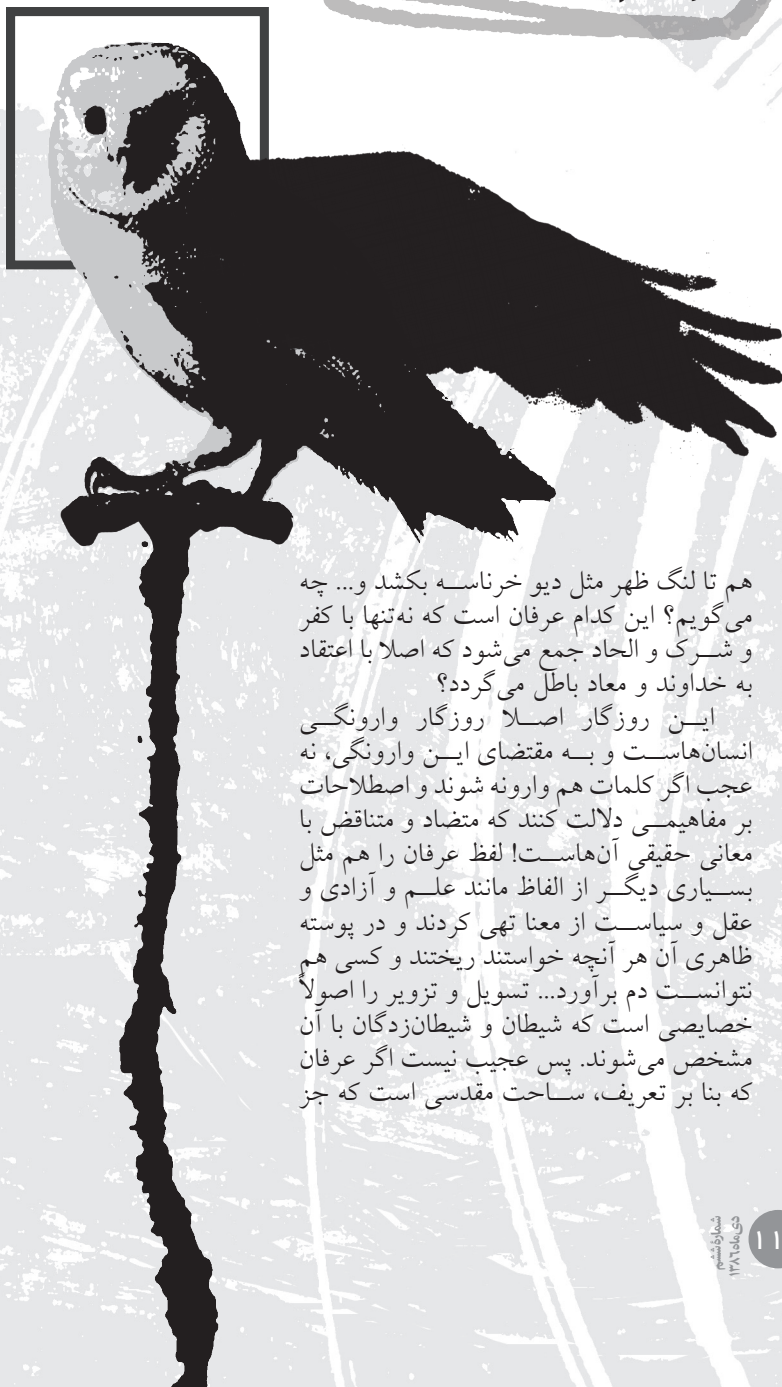 هم تا لنگ ظهر مثل دیو خرناسه بکشد و... چه
می‌گویم؟ این کدام عرفان است که نه‌تنها با کفر
و شرک و الحاد جمع می‌شود که اصلا با اعتقاد
به خداوند و معاد باطل می‌گردد؟
این روزگار اصلا روزگار وارونگی
انسان‌هاست و به مقتضای این وارونگی، نه
عجب اگر کلمات هم وارونه شوند و اصطلاحات
بر مفاهیمی دلالت کنند که متضاد و متناقض با
معانی حقیقی آن‌هاست! لفظ عرفان را هم مثل
بسیاری دیگر از الفاظ مانند علم و آزادی و
عقل و سیاست از معنا تهی کردند و در پوسته
ظاهری آن هر آنچه خواستند ریختند و کسی هم
نتوانست دم برآورد... تسویل و تزویر را اصولاً
خصایصی است که شیطان و شیطان‌زدگان با آن
مشخص می‌شوند. پس عجیب نیست اگر عرفان
که بنا بر تعریف، ساحت مقدسی است که جز
شمارهٔ ششم
دی‌ماه ۱۳۸۶
۱۱